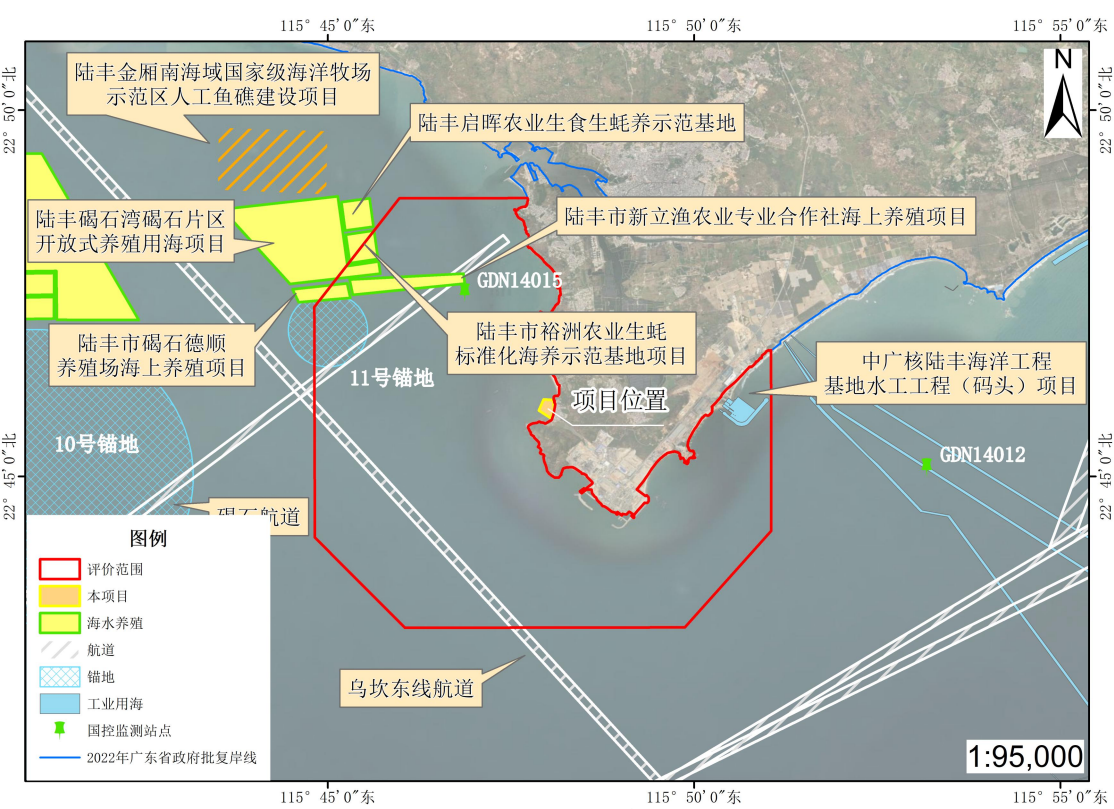 115° 45′0″东
115° 50′0″东
115° 55′0″东
22° 50′0″北
22° 50′0″北
N
陆丰金厢南海域国家级海洋牧场
示范区人工鱼礁建设项目
陆丰启晖农业生食生蚝养示范基地
陆丰碣石湾碣石片区
开放式养殖用海项目
陆丰市新立渔农业专业合作社海上养殖项目
GDN14015
陆丰市碣石德顺
养殖场海上养殖项目
陆丰市裕洲农业生蚝
标准化海养示范基地项目
11号锚地
中广核陆丰海洋工程
基地水工工程（码头）项目
项目位置
10号锚地
GDN14012
22° 45′0″北
22° 45′0″北
碣石航道
图例
评价范围
本项目
海水养殖
航道
锚地
工业用海
国控监测站点
2022年广东省政府批复岸线
乌坎东线航道
1:95,000
115° 45′0″东
115° 50′0″东
115° 55′0″东